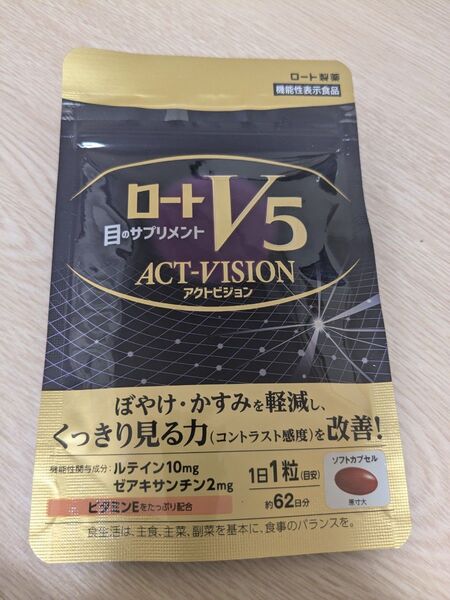 ロート製薬
機能性表示食品
ロートV5
目のサプリメント
ACT-VISION
アクトビジョン
ぼやけ・かすみを軽減し、
くっきり見る力(コントラスト感度)を改善!
機能性関与成分:ルテイン10mg
ゼアキサンチン2mg
ビタミンEをたっぷり配合
1日1粒(目安)
約62日分
ソフトカプセル
原寸大
食生活は、主食、主菜、副菜を基本に、食事のバランスを。